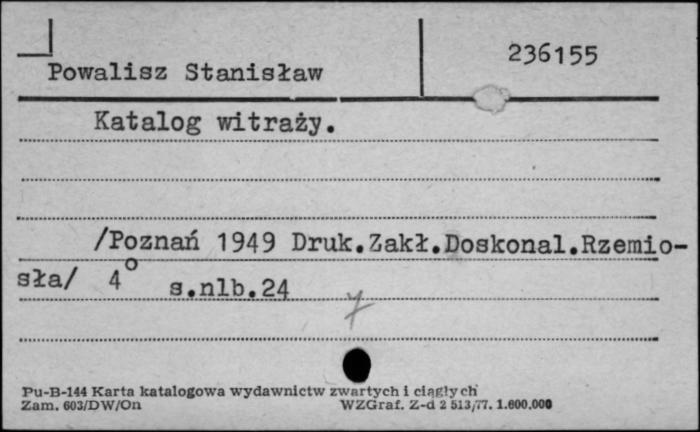 236155
Powalisz Stanisław
Katalog witraży.
/Poznań 1949 Druk.Zakł.Doskonal.Rzemio-
sła/ 4° s.nlb.24
7
Pu-B-144 Karta katalogowa wydawnictw zwartych i ciągłych
Zam. 603/DW/On WZGraf. Z-d 2 513/77. 1.600.000